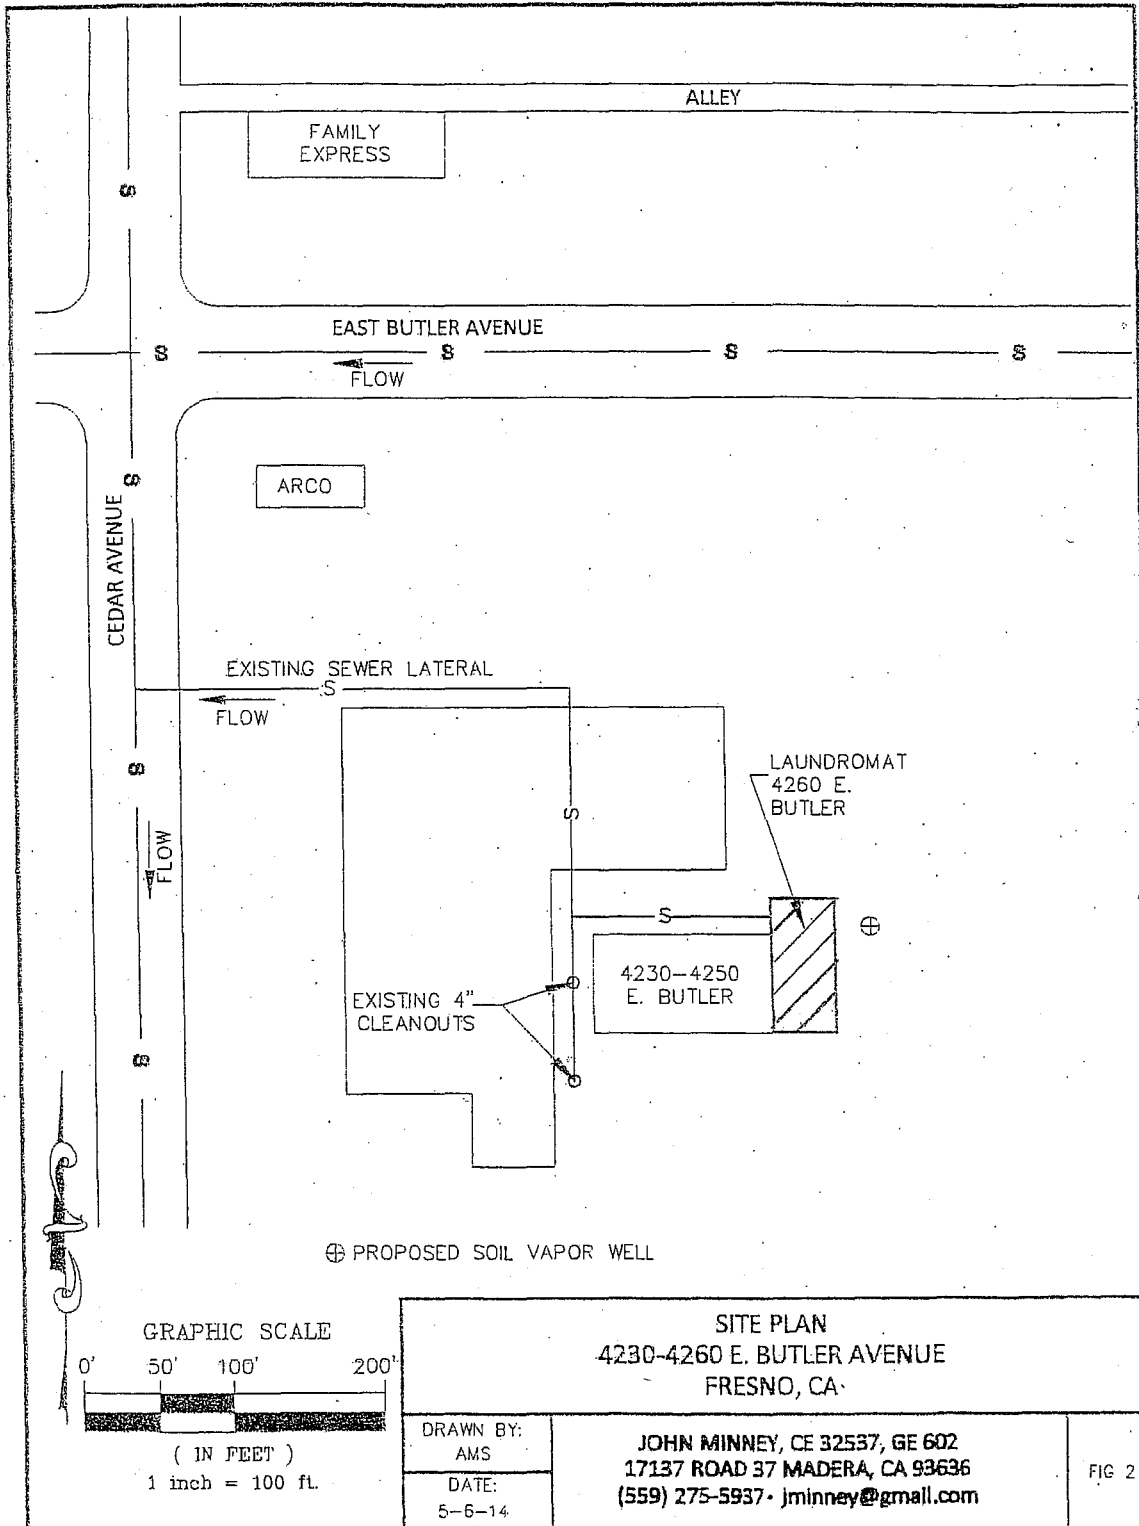 ALLEY
FAMILY
EXPRESS
S
EAST BUTLER AVENUE
S
S
S
S
FLOW
ARCO
S
CEDAR AVENUE
EXISTING SEWER LATERAL
S
FLOW
LAUNDROMAT
4260 E.
BUTLER
S
S
FLOW
S
4230-4250
E. BUTLER
EXISTING 4"
CLEANOUTS
S
⊕ PROPOSED SOIL VAPOR WELL
GRAPHIC SCALE
0' 50' 100' 200'
( IN FEET )
1 inch = 100 ft.
SITE PLAN
4230-4260 E. BUTLER AVENUE
FRESNO, CA
DRAWN BY:
AMS
DATE:
5-6-14
JOHN MINNEY, CE 32537, GE 602
17137 ROAD 37 MADERA, CA 93636
(559) 275-5937 • jminney@gmail.com
FIG 2